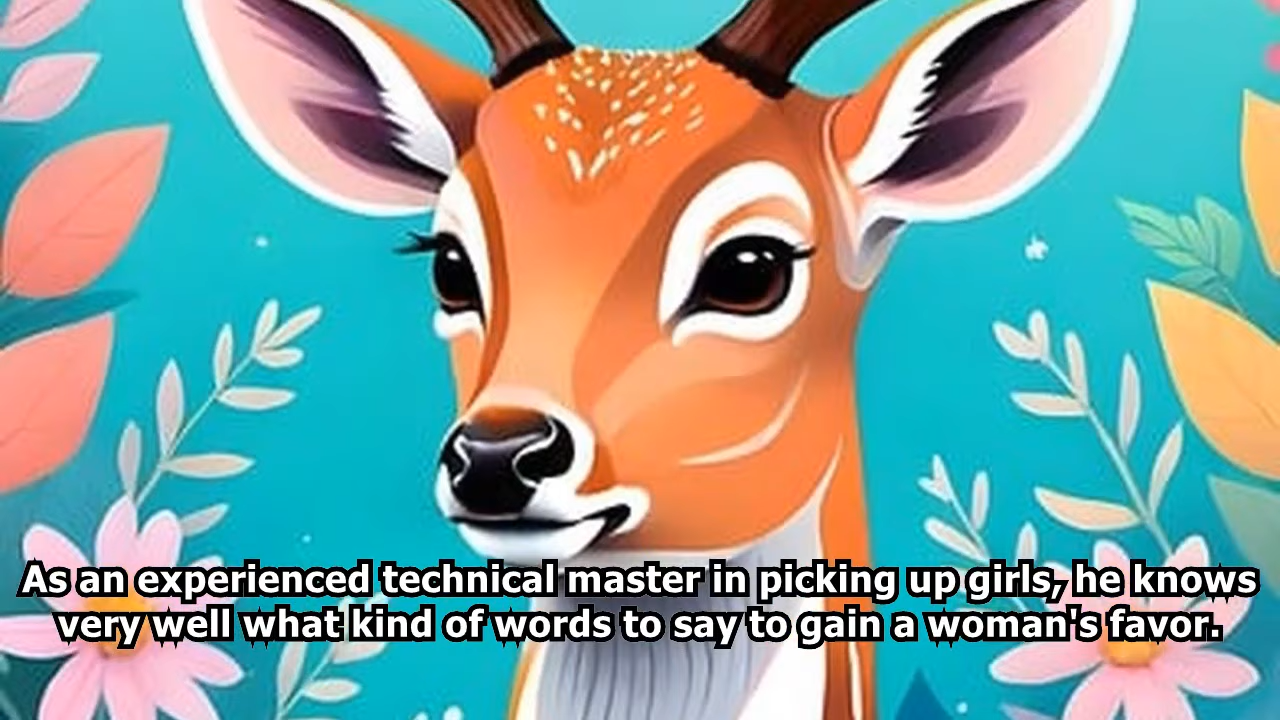 As an experienced technical master in picking up girls, he knows
very well what kind of words to say to gain a woman's favor.